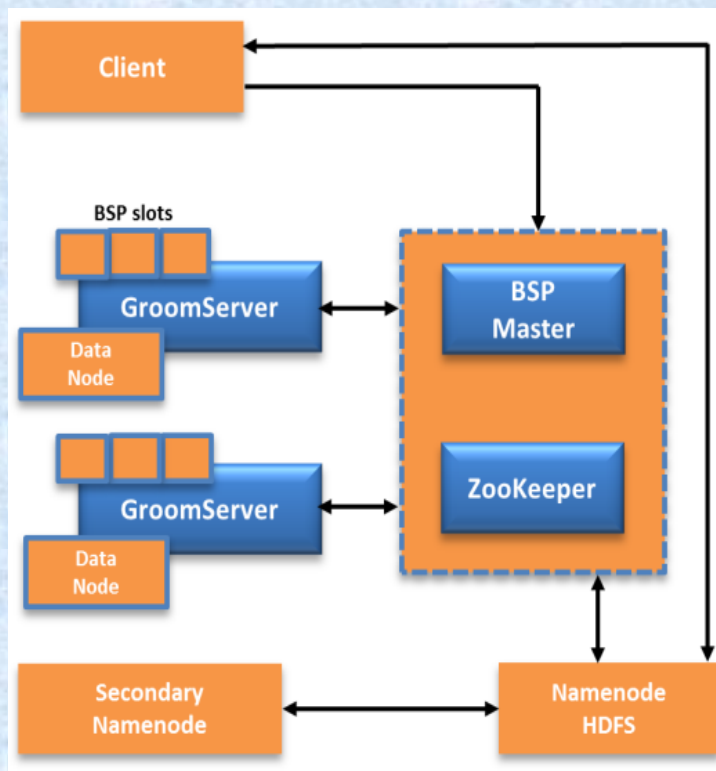 Client
BSP slots
GroomServer
Data
Node
BSP
Master
GroomServer
Data
Node
ZooKeeper
Secondary
Namenode
Namenode
HDFS